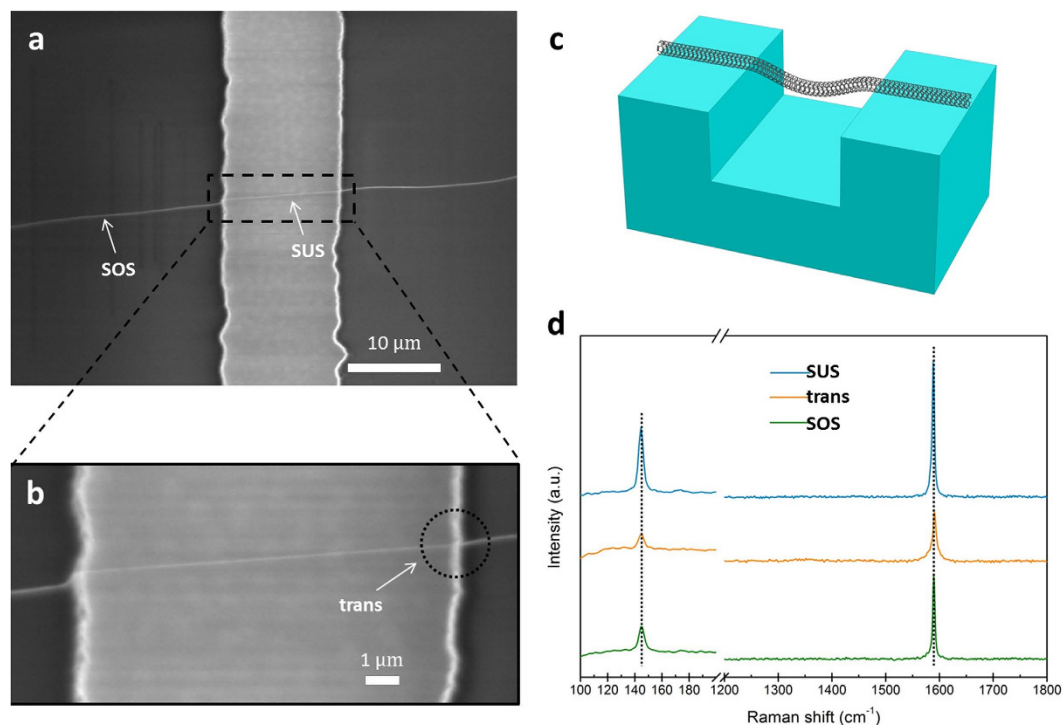 a
SOS
SUS
10 μm
b
trans
1 μm
c
d
SUS
trans
SOS
Intensity (a.u.)
100 120 140 160 180 200 1200 1300 1400 1500 1600 1700 1800
Raman shift (cm⁻¹)